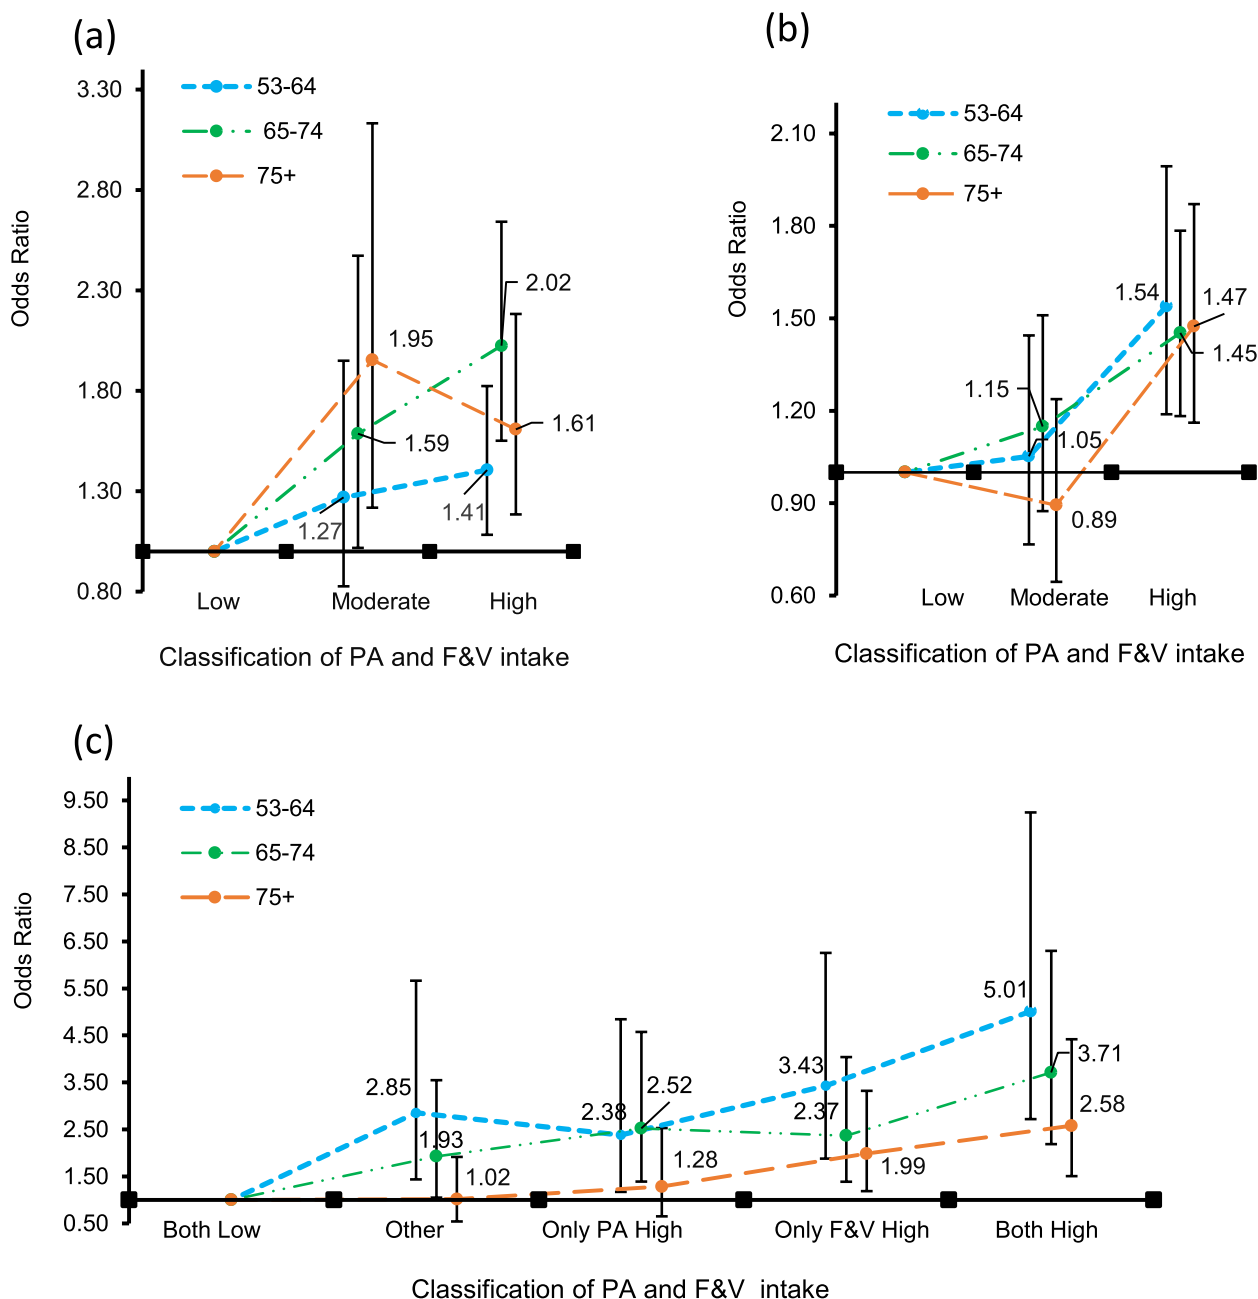 (a)
3.30
2.80
2.30
1.80
1.30
0.80
Odds Ratio
53-64
65-74
75+
1.95
2.02
1.59
1.61
1.27
1.41
Low
Moderate
High
Classification of PA and F&V intake
(b)
2.10
1.80
1.50
1.20
0.90
0.60
Odds Ratio
53-64
65-74
75+
1.54
1.47
1.45
1.15
1.05
0.89
Low
Moderate
High
Classification of PA and F&V intake
(c)
9.50
8.50
7.50
6.50
5.50
4.50
3.50
2.50
1.50
0.50
Odds Ratio
53-64
65-74
75+
2.85
1.93
1.02
2.38
2.52
1.28
3.43
2.37
1.99
5.01
3.71
2.58
Both Low
Other
Only PA High
Only F&V High
Both High
Classification of PA and F&V intake